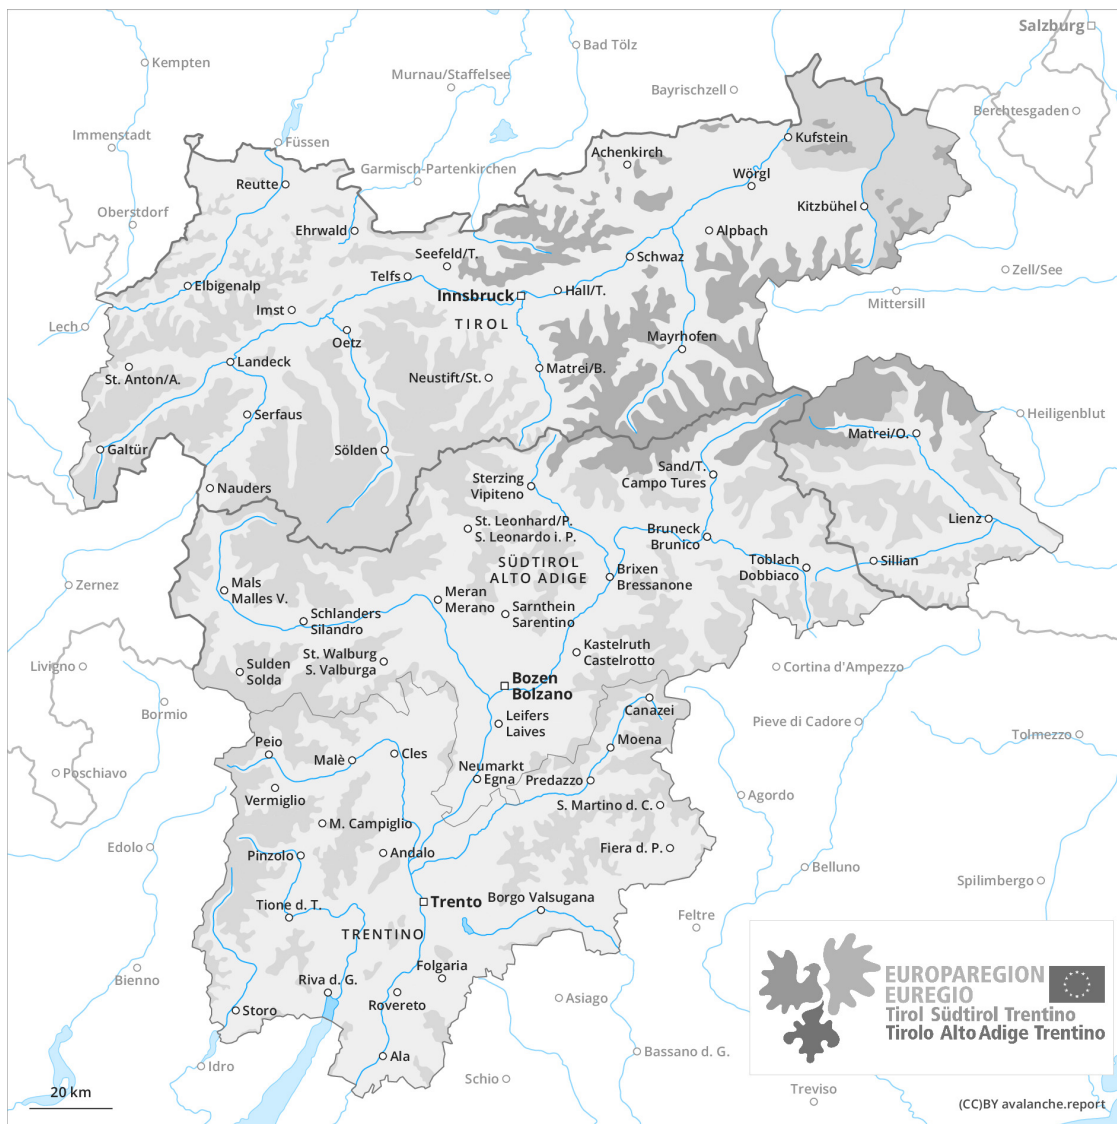 Salzburg
Bad Tölz
Kempten
Murnau/Staffelsee
Bayrischzell
Berchtesgaden
Immenstadt
Füssen
Kufstein
Achenkirch
Garmisch-Partenkirchen
Wörgl
Reutte
Kitzbühel
Oberstdorf
Ehrwald
Alpbach
Seefeld/T.
Schwaz
Zell/See
Telfs
Elbigenalp
Hall/T.
Innsbruck
Mittersill
Imst
TIROL
Lech
Oetz
Mayrhofen
Landeck
Matrei/B.
St. Anton/A.
Neustift/St.
Serfaus
Heiligenblut
Matrei/O.
Galtür
Sölden
Sand/T.
Campo Tures
Sterzing
Vipiteno
Nauders
Lienz
St. Leonhard/P.
S. Leonardo i. P.
Bruneck
Brunico
SÜDTIROL
ALTO ADIGE
Toblach
Dobbiaco
Sillian
Brixen
Bressanone
Zernez
Mals
Malles V.
Meran
Merano
Sarnthein
Sarentino
Schlanders
Silandro
Kastelruth
Castelrotto
St. Walburg
S. Valburga
Livigno
Sulden
Solda
Cortina d'Ampezzo
Bozen
Bolzano
Canazei
Bormio
Leifers
Laives
Pieve di Cadore
Tolmezzo
Moena
Peio
Malè
Cles
Neumarkt
Egna
Predazzo
Poschiavo
Vermiglio
Agordo
S. Martino d. C.
M. Campiglio
Edolo
Pinzolo
Andalo
Fiera d. P.
Belluno
Spilimbergo
Tione d. T.
Trento
Borgo Valsugana
Feltre
TRENTINO
Bienno
Folgaria
Riva d. G.
Rovereto
Asiago
Storo
EUROPAREGION
EUREGIO
Tirol Südtirol Trentino
Tirolo Alto Adige Trentino
Ala
Bassano d. G.
Idro
Schio
Treviso
20 km
(CC)BY avalanche.report